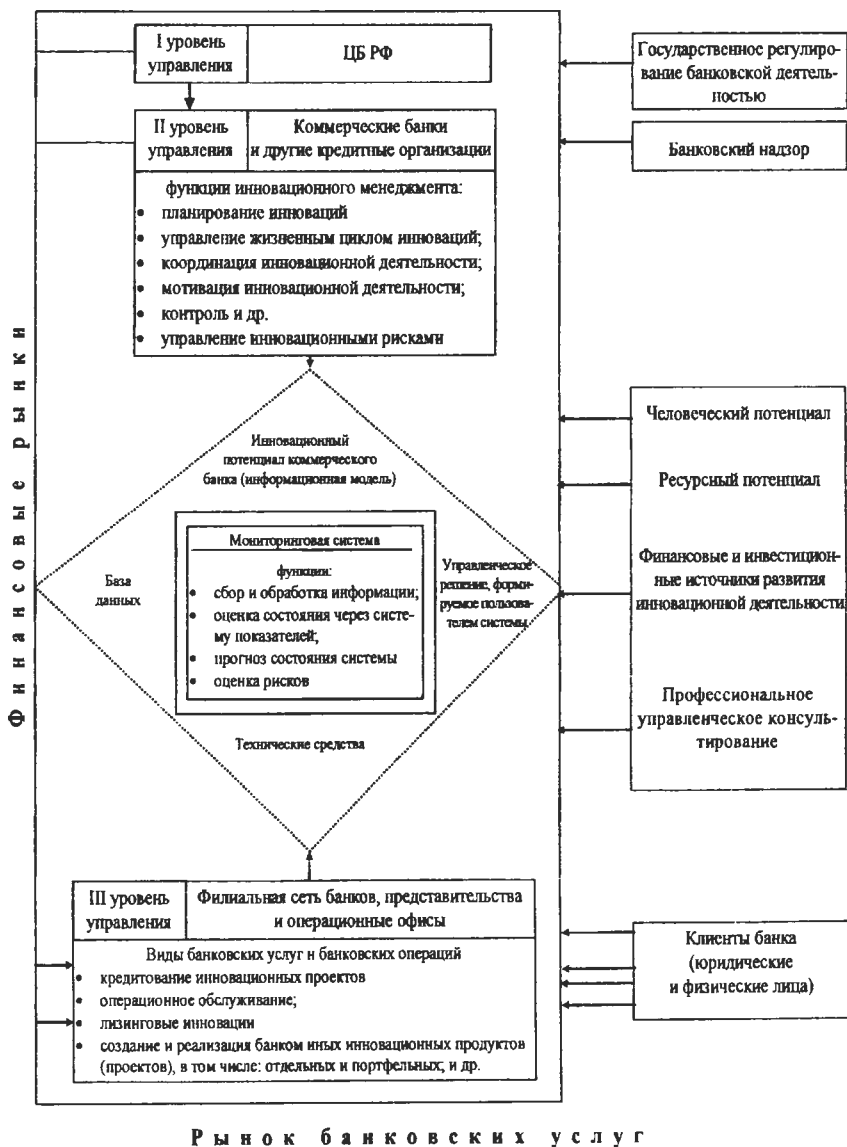 I уровень
управления
ЦБ РФ
Государственное регулиро-
вание банковской деятель-
ностью
II уровень
управления
Коммерческие банки
и другие кредитные организации
Банковский надзор
функции инновационного менеджмента:
• планирование инноваций
• управление жизненным циклом инноваций;
• координация инновационной деятельности;
• мотивация инновационной деятельности;
• контроль и др.
• управление инновационными рисками
Финансовые рынки
Инновационный
потенциал коммерческого
банка (информационная модель)
База
данных
Мониторинговая система
функции:
• сбор и обработка информации;
• оценка состояния через систе-
му показателей;
• прогноз состояния системы
• оценка рисков
Управленческое
решение, форми-
руемое пользова-
телем системы.
Технические средства
Человеческий потенциал
Ресурсный потенциал
Финансовые и инвестицион-
ные источники развития
инновационной деятельности
Профессиональное
управленческое консуль-
тирование
III уровень
управления
Филиальная сеть банков, представительства
и операционные офисы
Виды банковских услуг н банковских операций
• кредитование инновационных проектов
• операционное обслуживание;
• лизинговые инновации
• создание и реализация банком иных инновационных продуктов
(проектов), в том числе: отдельных и портфельных; и др.
Клиенты банка
(юридические
и физические лица)
Рынок банковских услуг